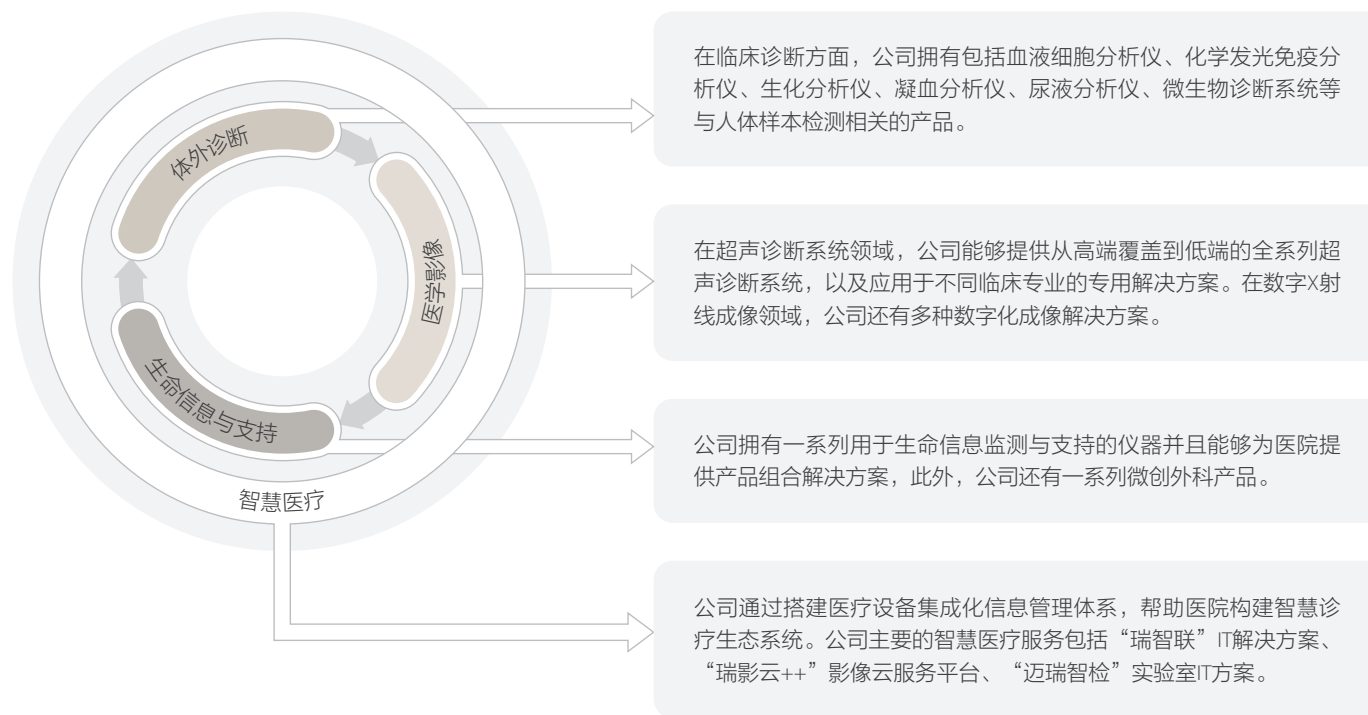 体外诊断
医学影像
生命信息与支持
智慧医疗
在临床诊断方面，公司拥有包括血液细胞分析仪、化学发光免疫分
析仪、生化分析仪、凝血分析仪、尿液分析仪、微生物诊断系统等
与人体样本检测相关的产品。
在超声诊断系统领域，公司能够提供从高端覆盖到低端的全系列超
声诊断系统，以及应用于不同临床专业的专用解决方案。在数字X射
线成像领域，公司还有多种数字化成像解决方案。
公司拥有一系列用于生命信息监测与支持的仪器并且能够为医院提
供产品组合解决方案，此外，公司还有一系列微创外科产品。
公司通过搭建医疗设备集成化信息管理体系，帮助医院构建智慧诊
疗生态系统。公司主要的智慧医疗服务包括“瑞智联”IT解决方案、
“瑞影云++”影像云服务平台、“迈瑞智检”实验室IT方案。